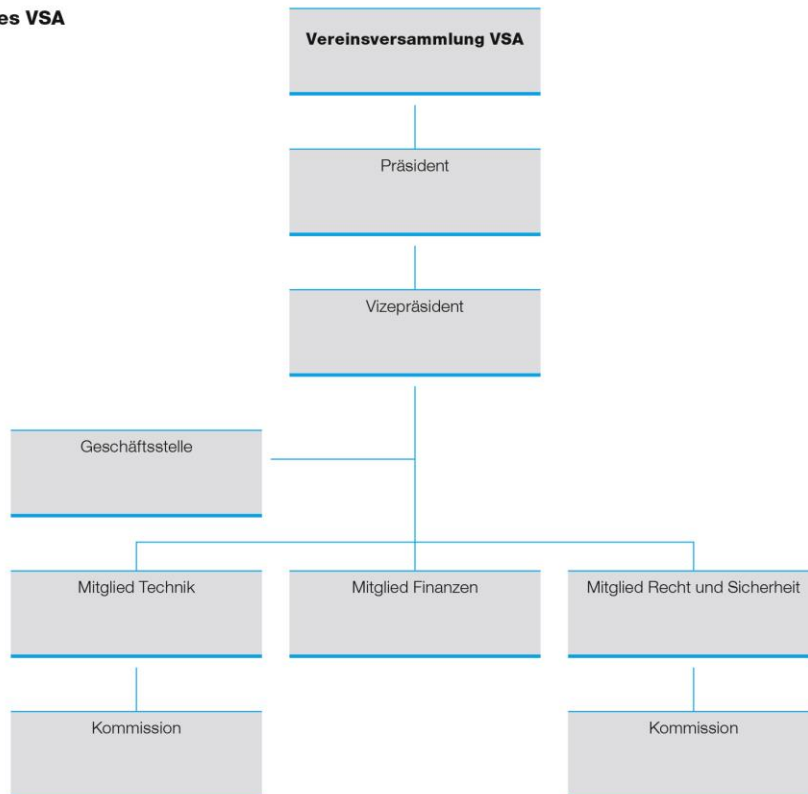 es VSA
Vereinsversammlung VSA
Präsident
Vizepräsident
Geschäftsstelle
Mitglied Technik
Mitglied Finanzen
Mitglied Recht und Sicherheit
Kommission
Kommission